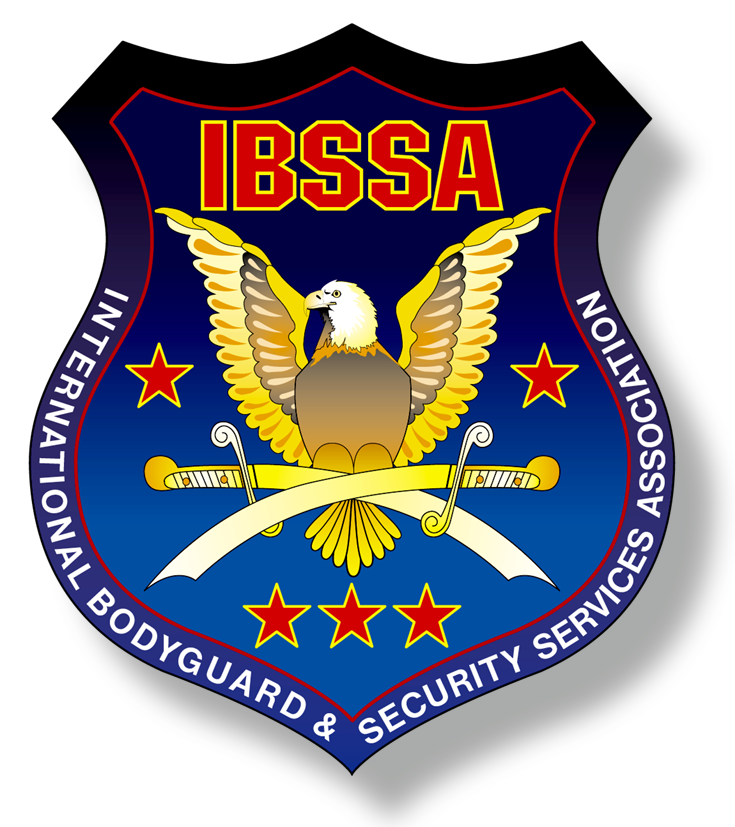 IBSSA
INTERNATIONAL BODYGUARD & SECURITY SERVICES ASSOCIATION